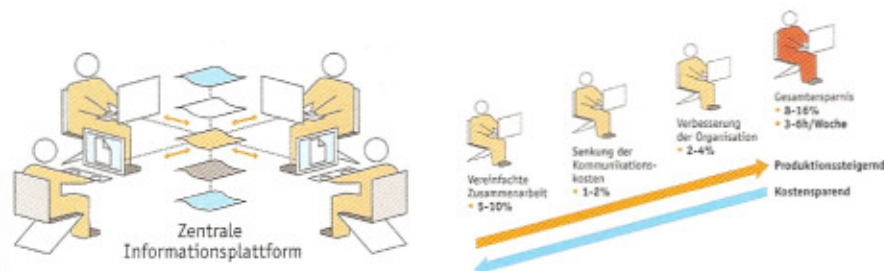 Zentrale
Informationsplattform
Vereinfachte
Zusammenarbeit
• 5-10%
Senkung der
Kommunikations-
kosten
• 1-2%
Verbesserung
der Organisation
• 2-4%
Gesamtersparnis
• 8-16%
• 3-6h/Woche
Produktionssteigernd
Kostensparend